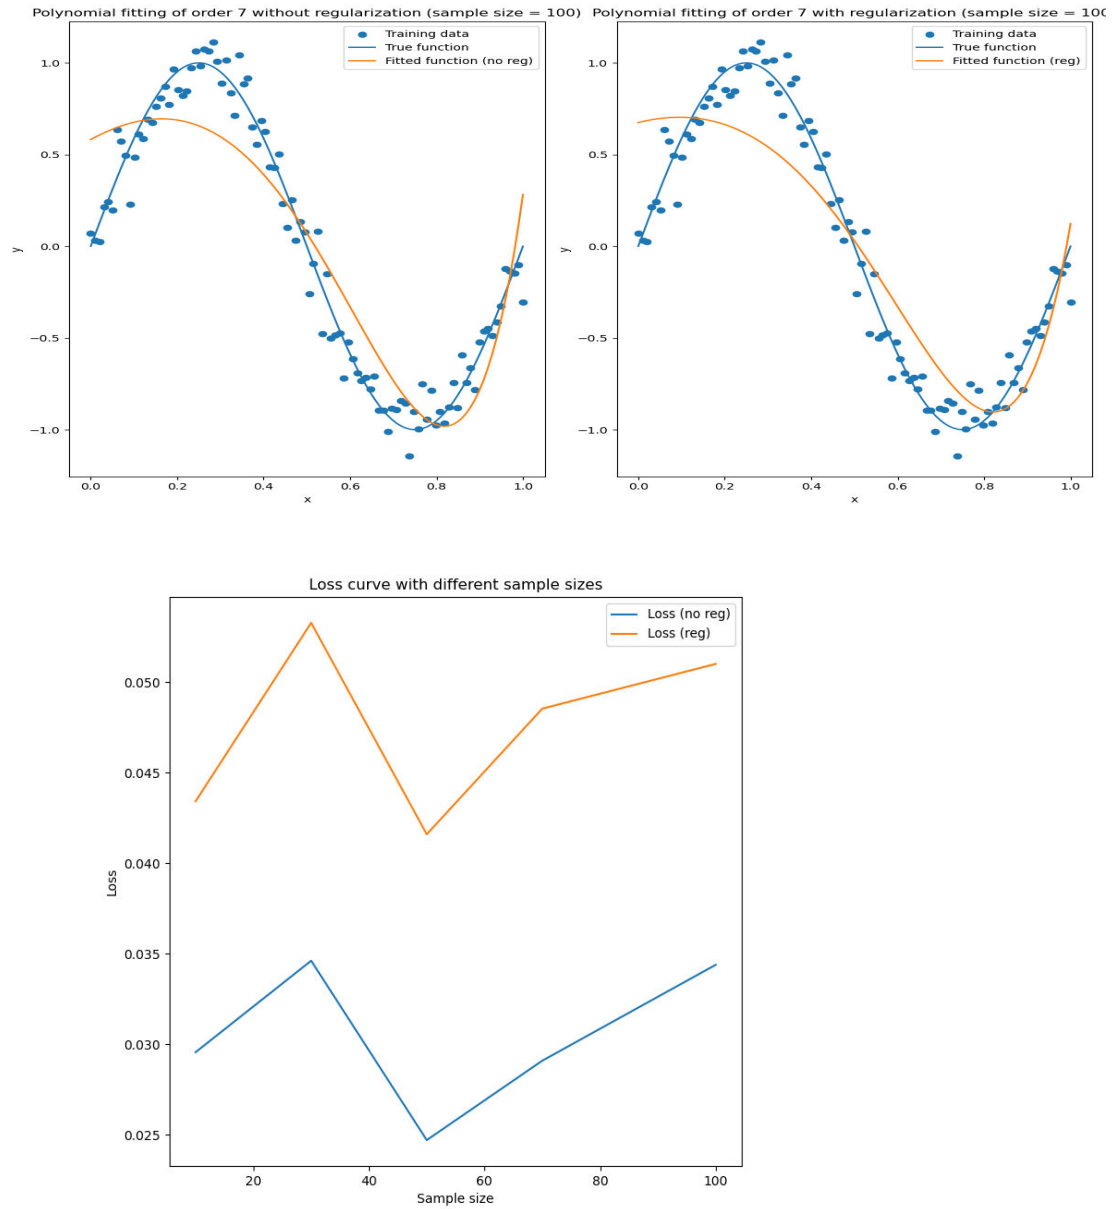 Polynomial fitting of order 7 without regularization (sample size = 100)
Training data
True function
Fitted function (no reg)
1.0
0.5
0.0
−0.5
−1.0
y
0.0 0.2 0.4 0.6 0.8 1.0
x
Polynomial fitting of order 7 with regularization (sample size = 100
Training data
True function
Fitted function (reg)
1.0
0.5
0.0
−0.5
−1.0
y
0.0 0.2 0.4 0.6 0.8 1.0
x
Loss curve with different sample sizes
Loss (no reg)
Loss (reg)
0.050
0.045
0.040
0.035
0.030
0.025
Loss
20 40 60 80 100
Sample size